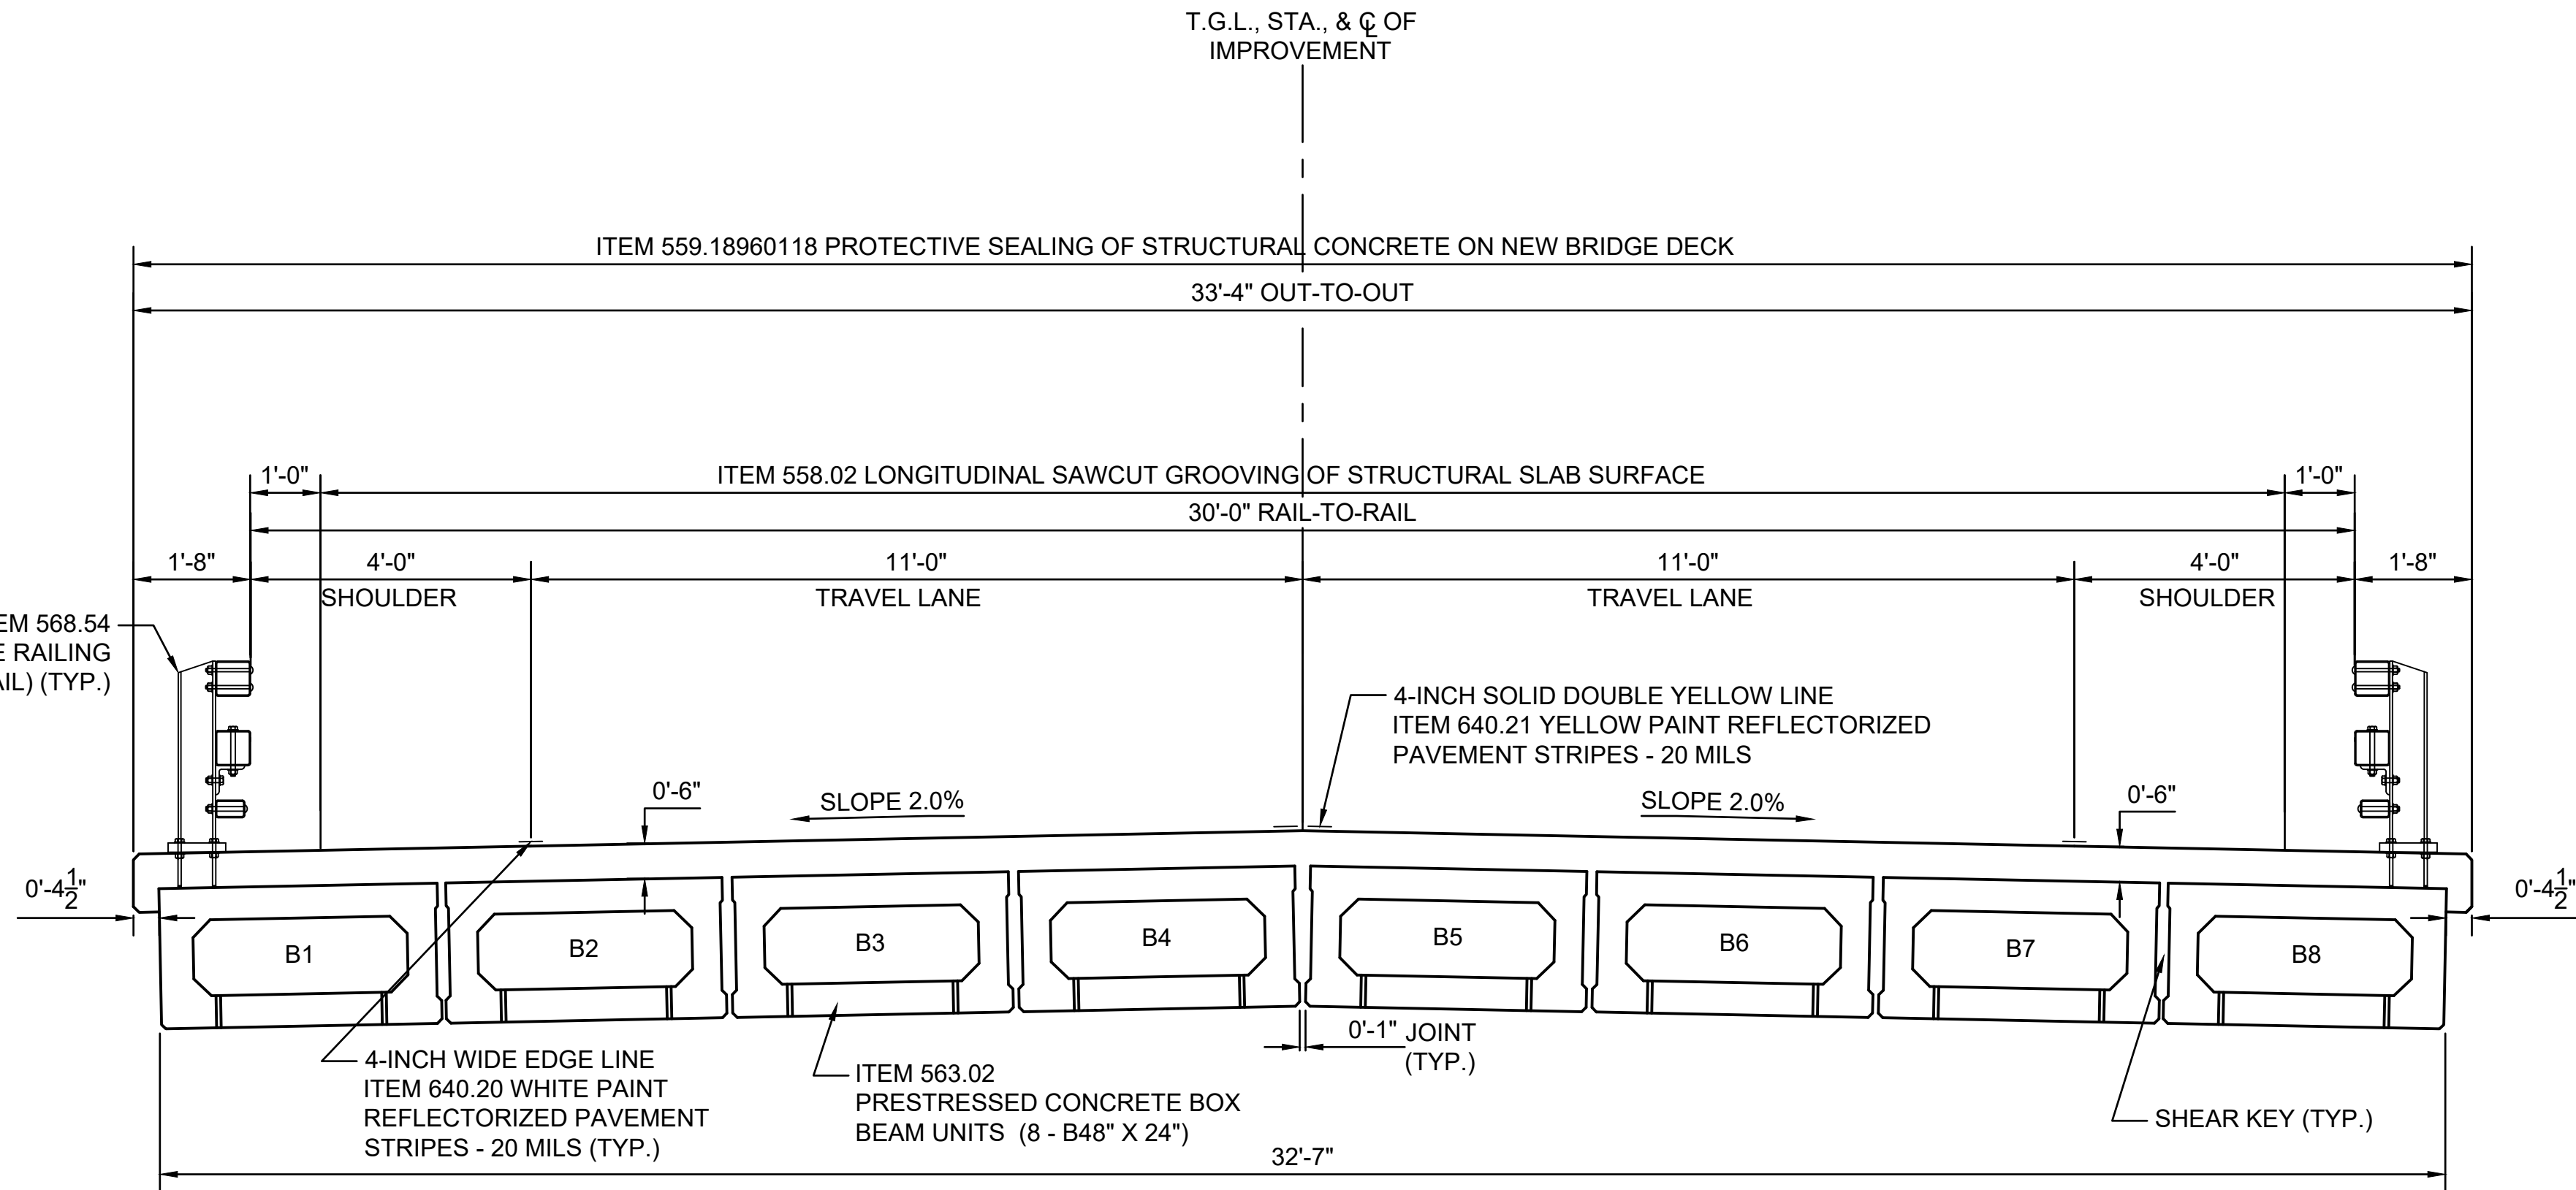 T.G.L., STA., & ℄ OF
IMPROVEMENT
ITEM 559.18960118 PROTECTIVE SEALING OF STRUCTURAL CONCRETE ON NEW BRIDGE DECK
33'-4" OUT-TO-OUT
1'-0"
ITEM 558.02 LONGITUDINAL SAWCUT GROOVING OF STRUCTURAL SLAB SURFACE
1'-0"
30'-0" RAIL-TO-RAIL
1'-8"
4'-0"
11'-0"
11'-0"
4'-0"
1'-8"
SHOULDER
TRAVEL LANE
TRAVEL LANE
SHOULDER
EM 568.54
E RAILING
AIL) (TYP.)
4-INCH SOLID DOUBLE YELLOW LINE
ITEM 640.21 YELLOW PAINT REFLECTORIZED
PAVEMENT STRIPES - 20 MILS
0'-6"
SLOPE 2.0%
SLOPE 2.0%
0'-6"
0'-4 1/2"
0'-4 1/2"
B1
B2
B3
B4
B5
B6
B7
B8
0'-1" JOINT
(TYP.)
4-INCH WIDE EDGE LINE
ITEM 640.20 WHITE PAINT
REFLECTORIZED PAVEMENT
STRIPES - 20 MILS (TYP.)
ITEM 563.02
PRESTRESSED CONCRETE BOX
BEAM UNITS (8 - B48" X 24")
SHEAR KEY (TYP.)
32'-7"